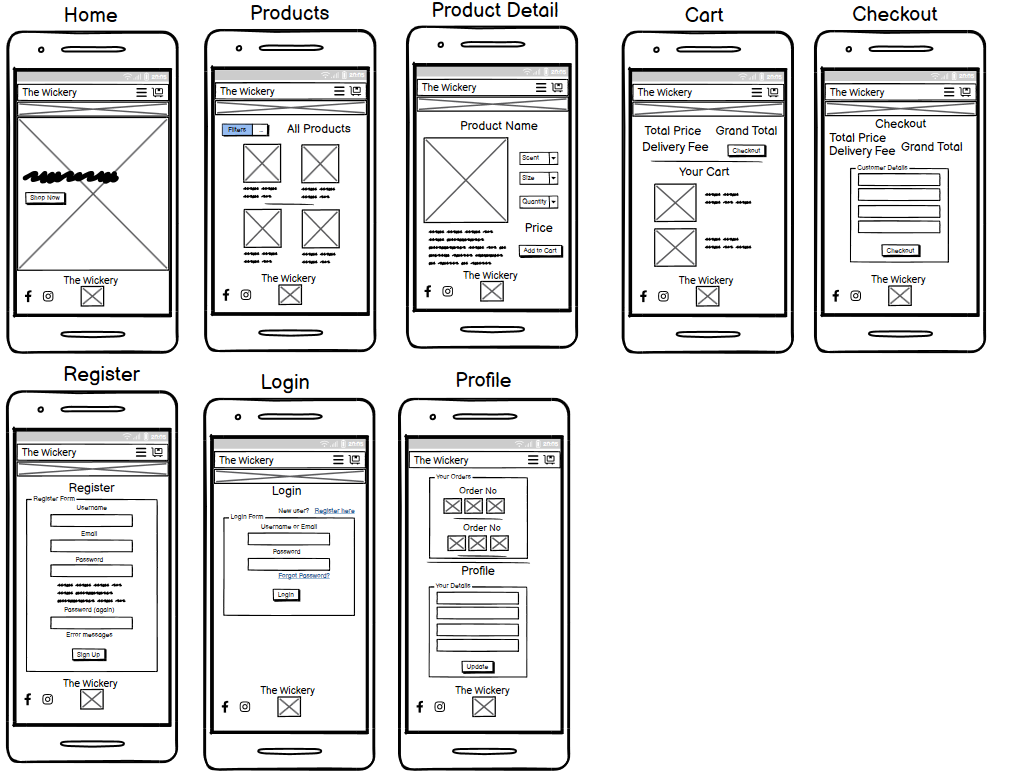 Home
The Wickery
Shop Now
The Wickery
Products
The Wickery
Filters ...
All Products
The Wickery
Product Detail
The Wickery
Product Name
Scent
Size
Quantity
Price
Add to Cart
The Wickery
Cart
The Wickery
Total Price Grand Total
Delivery Fee Checkout
Your Cart
The Wickery
Checkout
The Wickery
Checkout
Total Price
Delivery Fee Grand Total
Customer Details
Checkout
The Wickery
Register
The Wickery
Register
Register Form
Username
Email
Password
Password (again)
Error messages
Sign Up
The Wickery
Login
The Wickery
Login
New user? Register here
Login Form
Username or Email
Password
Forgot Password?
Login
The Wickery
Profile
The Wickery
Your Orders
Order No
Order No
Profile
Your Details
Update
The Wickery